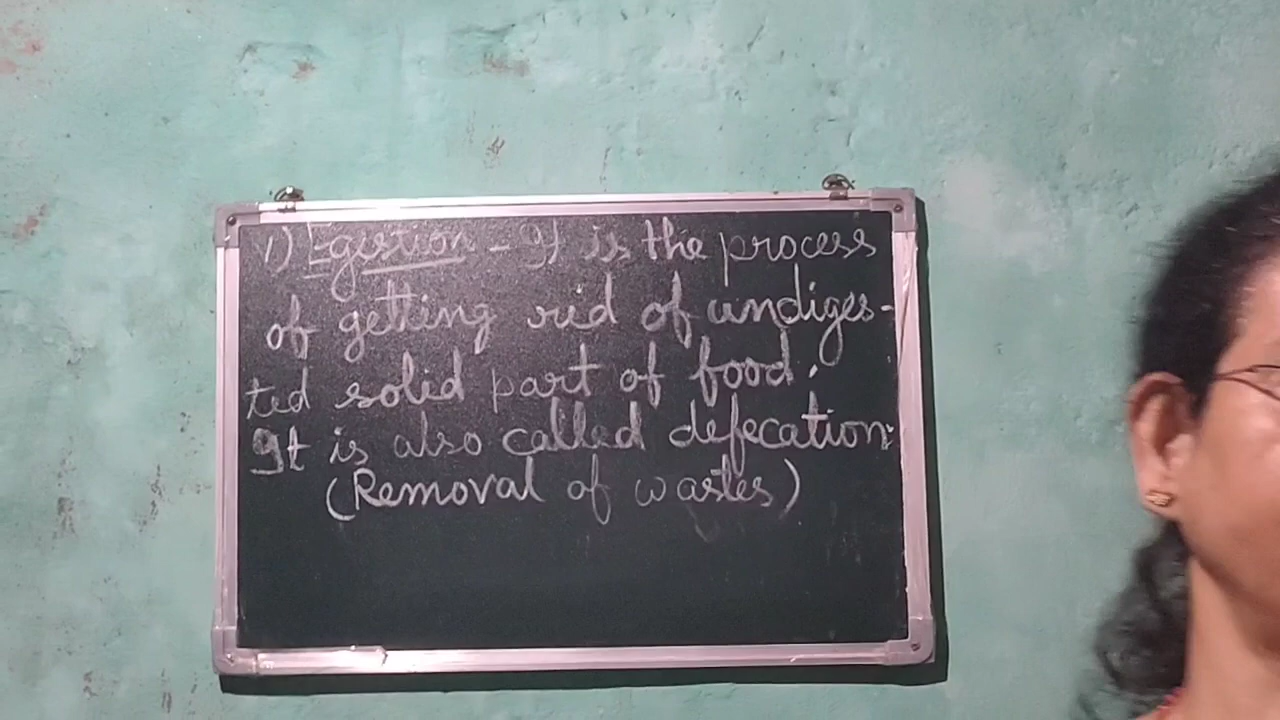 1) Egestion - It is the process
of getting rid of undiges-
ted solid part of food.
It is also called defecation.
(Removal of wastes)